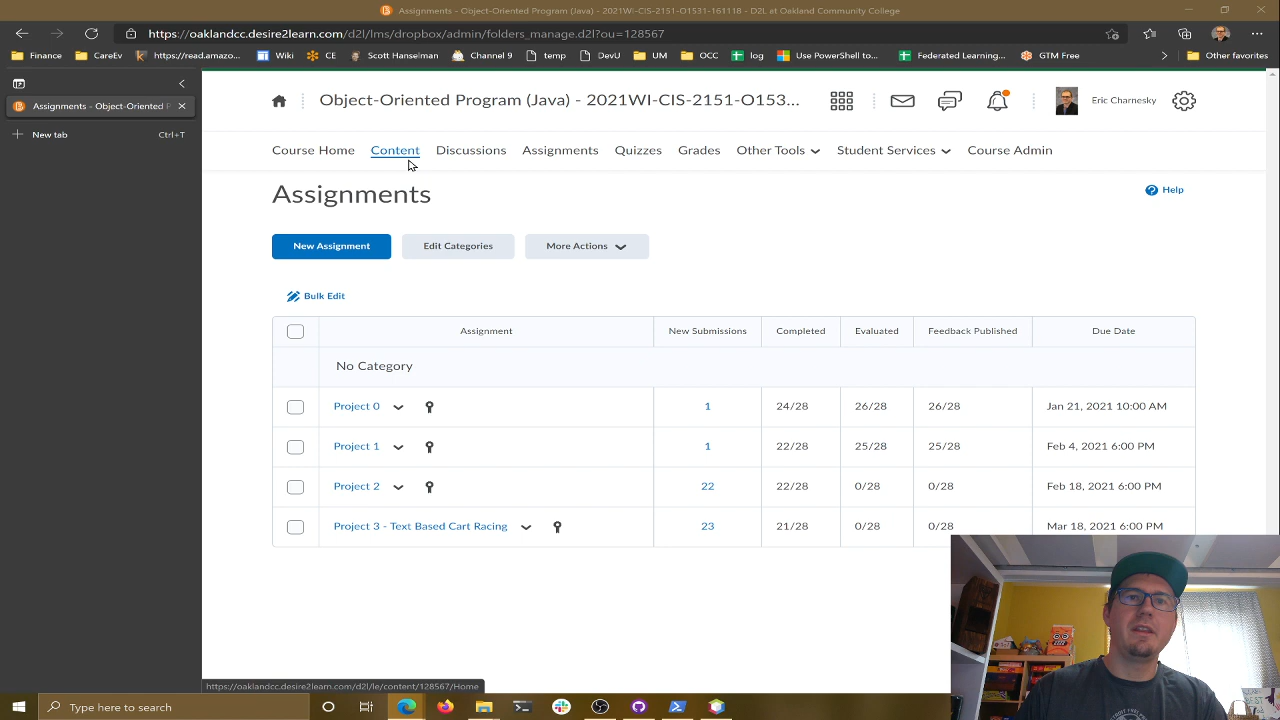 Assignments - Object-Oriented Program (Java) - 2021WI-CIS-2151-O1531-161118 - D2L at Oakland Community College
https://oaklandcc.desire2learn.com/d2l/lms/dropbox/admin/folders_manage.d2l?ou=128567
Finance CareEv https://read.amazo... Wiki CE Scott Hanselman Channel 9 temp DevU UM OCC log Use PowerShell to... Federated Learning... GTM Free Other favorites
Assignments - Object-Oriented P
New tab Ctrl+T
Object-Oriented Program (Java) - 2021WI-CIS-2151-O153... Eric Charnesky
Course Home Content Discussions Assignments Quizzes Grades Other Tools Student Services Course Admin
Assignments Help
New Assignment Edit Categories More Actions
Bulk Edit
Assignment New Submissions Completed Evaluated Feedback Published Due Date
No Category
Project 0 1 24/28 26/28 26/28 Jan 21, 2021 10:00 AM
Project 1 1 22/28 25/28 25/28 Feb 4, 2021 6:00 PM
Project 2 22 22/28 0/28 0/28 Feb 18, 2021 6:00 PM
Project 3 - Text Based Cart Racing 23 21/28 0/28 0/28 Mar 18, 2021 6:00 PM
https://oaklandcc.desire2learn.com/d2l/le/content/128567/Home
Type here to search